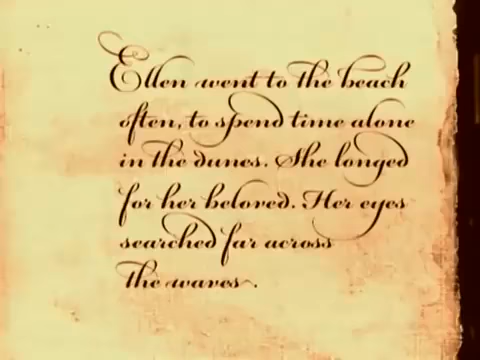 Ellen went to the beach
often, to spend time alone
in the dunes. She longed
for her beloved. Her eyes
searched far across
the waves.